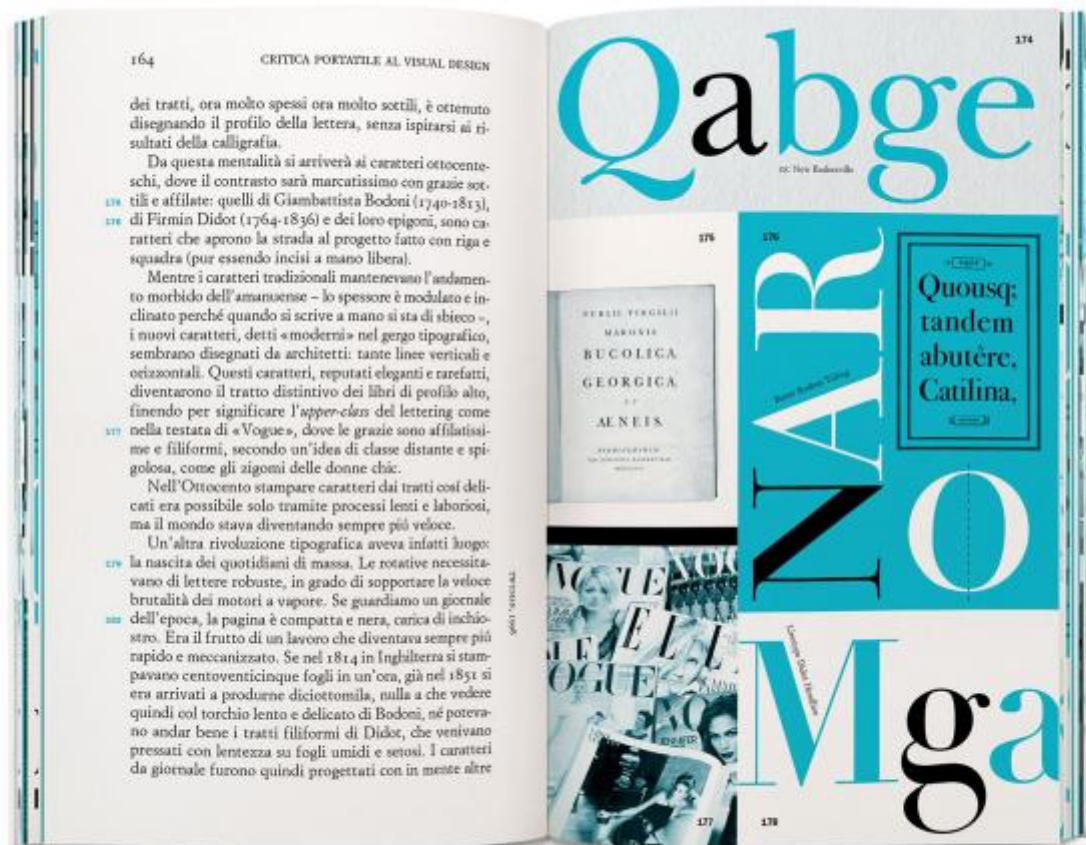 164
CRITICA PORTATILE AL VISUAL DESIGN
dei tratti, ora molto spessi ora molto sottili, è ottenuto
disegnando il profilo della lettera, senza ispirarsi ai ri-
sultati della calligrafia.
Da questa mentalità si arriverà ai caratteri ottocente-
schi, dove il contrasto sarà marcatissimo con grazie sot-
tili e affilate: quelli di Giambattista Bodoni (1740-1813),
178 di Firmin Didot (1764-1836) e dei loro epigoni, sono ca-
ratteri che aprono la strada al progetto fatto con riga e
squadra (pur essendo incisi a mano libera).
Mentre i caratteri tradizionali mantenevano l'andamen-
to morbido dell'amanuense – lo spessore è modulato e in-
clinato perché quando si scrive a mano si sta di sbieco –,
i nuovi caratteri, detti «moderni» nel gergo tipografico,
sembrano disegnati da architetti: tante linee verticali e
orizzontali. Questi caratteri, reputati eleganti e rarefatti,
diventarono il tratto distintivo dei libri di profilo alto,
finendo per significare l'upper-class del lettering come
177 nella testata di «Vogue», dove le grazie sono affilatissi-
me e filiformi, secondo un'idea di classe distante e spi-
golosa, come gli zigomi delle donne chic.
Nell'Ottocento stampare caratteri dai tratti cosí deli-
cati era possibile solo tramite processi lenti e laboriosi,
ma il mondo stava diventando sempre piú veloce.
Un'altra rivoluzione tipografica aveva infatti luogo:
179 la nascita dei quotidiani di massa. Le rotative necessita-
vano di lettere robuste, in grado di sopportare la veloce
brutalità dei motori a vapore. Se guardiamo un giornale
dell'epoca, la pagina è compatta e nera, carica di inchio-
stro. Era il frutto di un lavoro che diventava sempre piú
rapido e meccanizzato. Se nel 1814 in Inghilterra si stam-
pavano centoventicinque fogli in un'ora, già nel 1851 si
era arrivati a produrne diciottomila, nulla a che vedere
quindi col torchio lento e delicato di Bodoni, né poteva-
no andar bene i tratti filiformi di Didot, che venivano
pressati con lentezza su fogli umidi e setosi. I caratteri
da giornale furono quindi progettati con in mente altre
174
Qabge
ITC New Baskerville
175
PUBLII VIRGILII
MARONIS
BUCOLICA,
GEORGICA,
ET
AENEIS.
176
NAR
Quousq;
tandem
abutêre,
Catilina,
O
VOGUE
ELLE
VOGUE
JENNIFER
177
Linotype Didot Headline
Mga
178